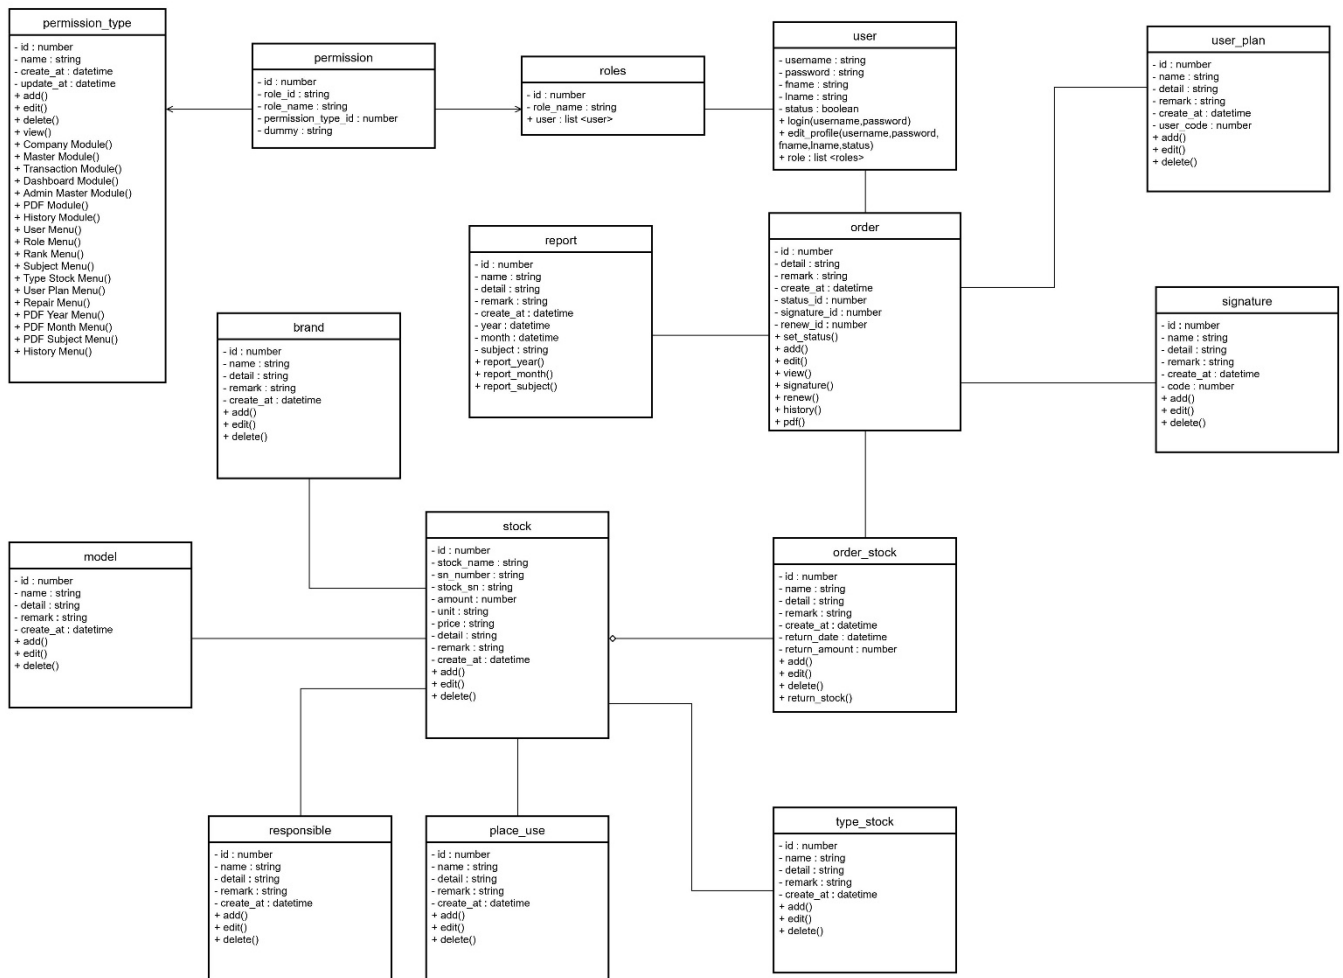 permission_type
- id : number
- name : string
- create_at : datetime
- update_at : datetime
+ add()
+ edit()
+ delete()
+ view()
+ Company Module()
+ Master Module()
+ Transaction Module()
+ Dashboard Module()
+ Admin Master Module()
+ PDF Module()
+ History Module()
+ User Menu()
+ Role Menu()
+ Rank Menu()
+ Subject Menu()
+ Type Stock Menu()
+ User Plan Menu()
+ Repair Menu()
+ PDF Year Menu()
+ PDF Month Menu()
+ PDF Subject Menu()
+ History Menu()
permission
- id : number
- role_id : string
- role_name : string
- permission_type_id : number
- dummy : string
roles
- id : number
- role_name : string
+ user : list <user>
user
- username : string
- password : string
- fname : string
- lname : string
- status : boolean
+ login(username,password)
+ edit_profile(username,password,
fname,lname,status)
+ role : list <roles>
user_plan
- id : number
- name : string
- detail : string
- remark : string
- create_at : datetime
- user_code : number
+ add()
+ edit()
+ delete()
report
- id : number
- name : string
- detail : string
- remark : string
- create_at : datetime
- year : datetime
- month : datetime
- subject : string
+ report_year()
+ report_month()
+ report_subject()
order
- id : number
- detail : string
- remark : string
- create_at : datetime
- status_id : number
- signature_id : number
- renew_id : number
+ set_status()
+ add()
+ edit()
+ view()
+ signature()
+ renew()
+ history()
+ pdf()
signature
- id : number
- name : string
- detail : string
- remark : string
- create_at : datetime
- code : number
+ add()
+ edit()
+ delete()
brand
- id : number
- name : string
- detail : string
- remark : string
- create_at : datetime
+ add()
+ edit()
+ delete()
model
- id : number
- name : string
- detail : string
- remark : string
- create_at : datetime
+ add()
+ edit()
+ delete()
stock
- id : number
- stock_name : string
- sn_number : string
- stock_sn : string
- amount : number
- unit : string
- price : string
- detail : string
- remark : string
- create_at : datetime
+ add()
+ edit()
+ delete()
order_stock
- id : number
- name : string
- detail : string
- remark : string
- create_at : datetime
- return_date : datetime
- return_amount : number
+ add()
+ edit()
+ delete()
+ return_stock()
responsible
- id : number
- name : string
- detail : string
- remark : string
- create_at : datetime
+ add()
+ edit()
+ delete()
place_use
- id : number
- name : string
- detail : string
- remark : string
- create_at : datetime
+ add()
+ edit()
+ delete()
type_stock
- id : number
- name : string
- detail : string
- remark : string
- create_at : datetime
+ add()
+ edit()
+ delete()